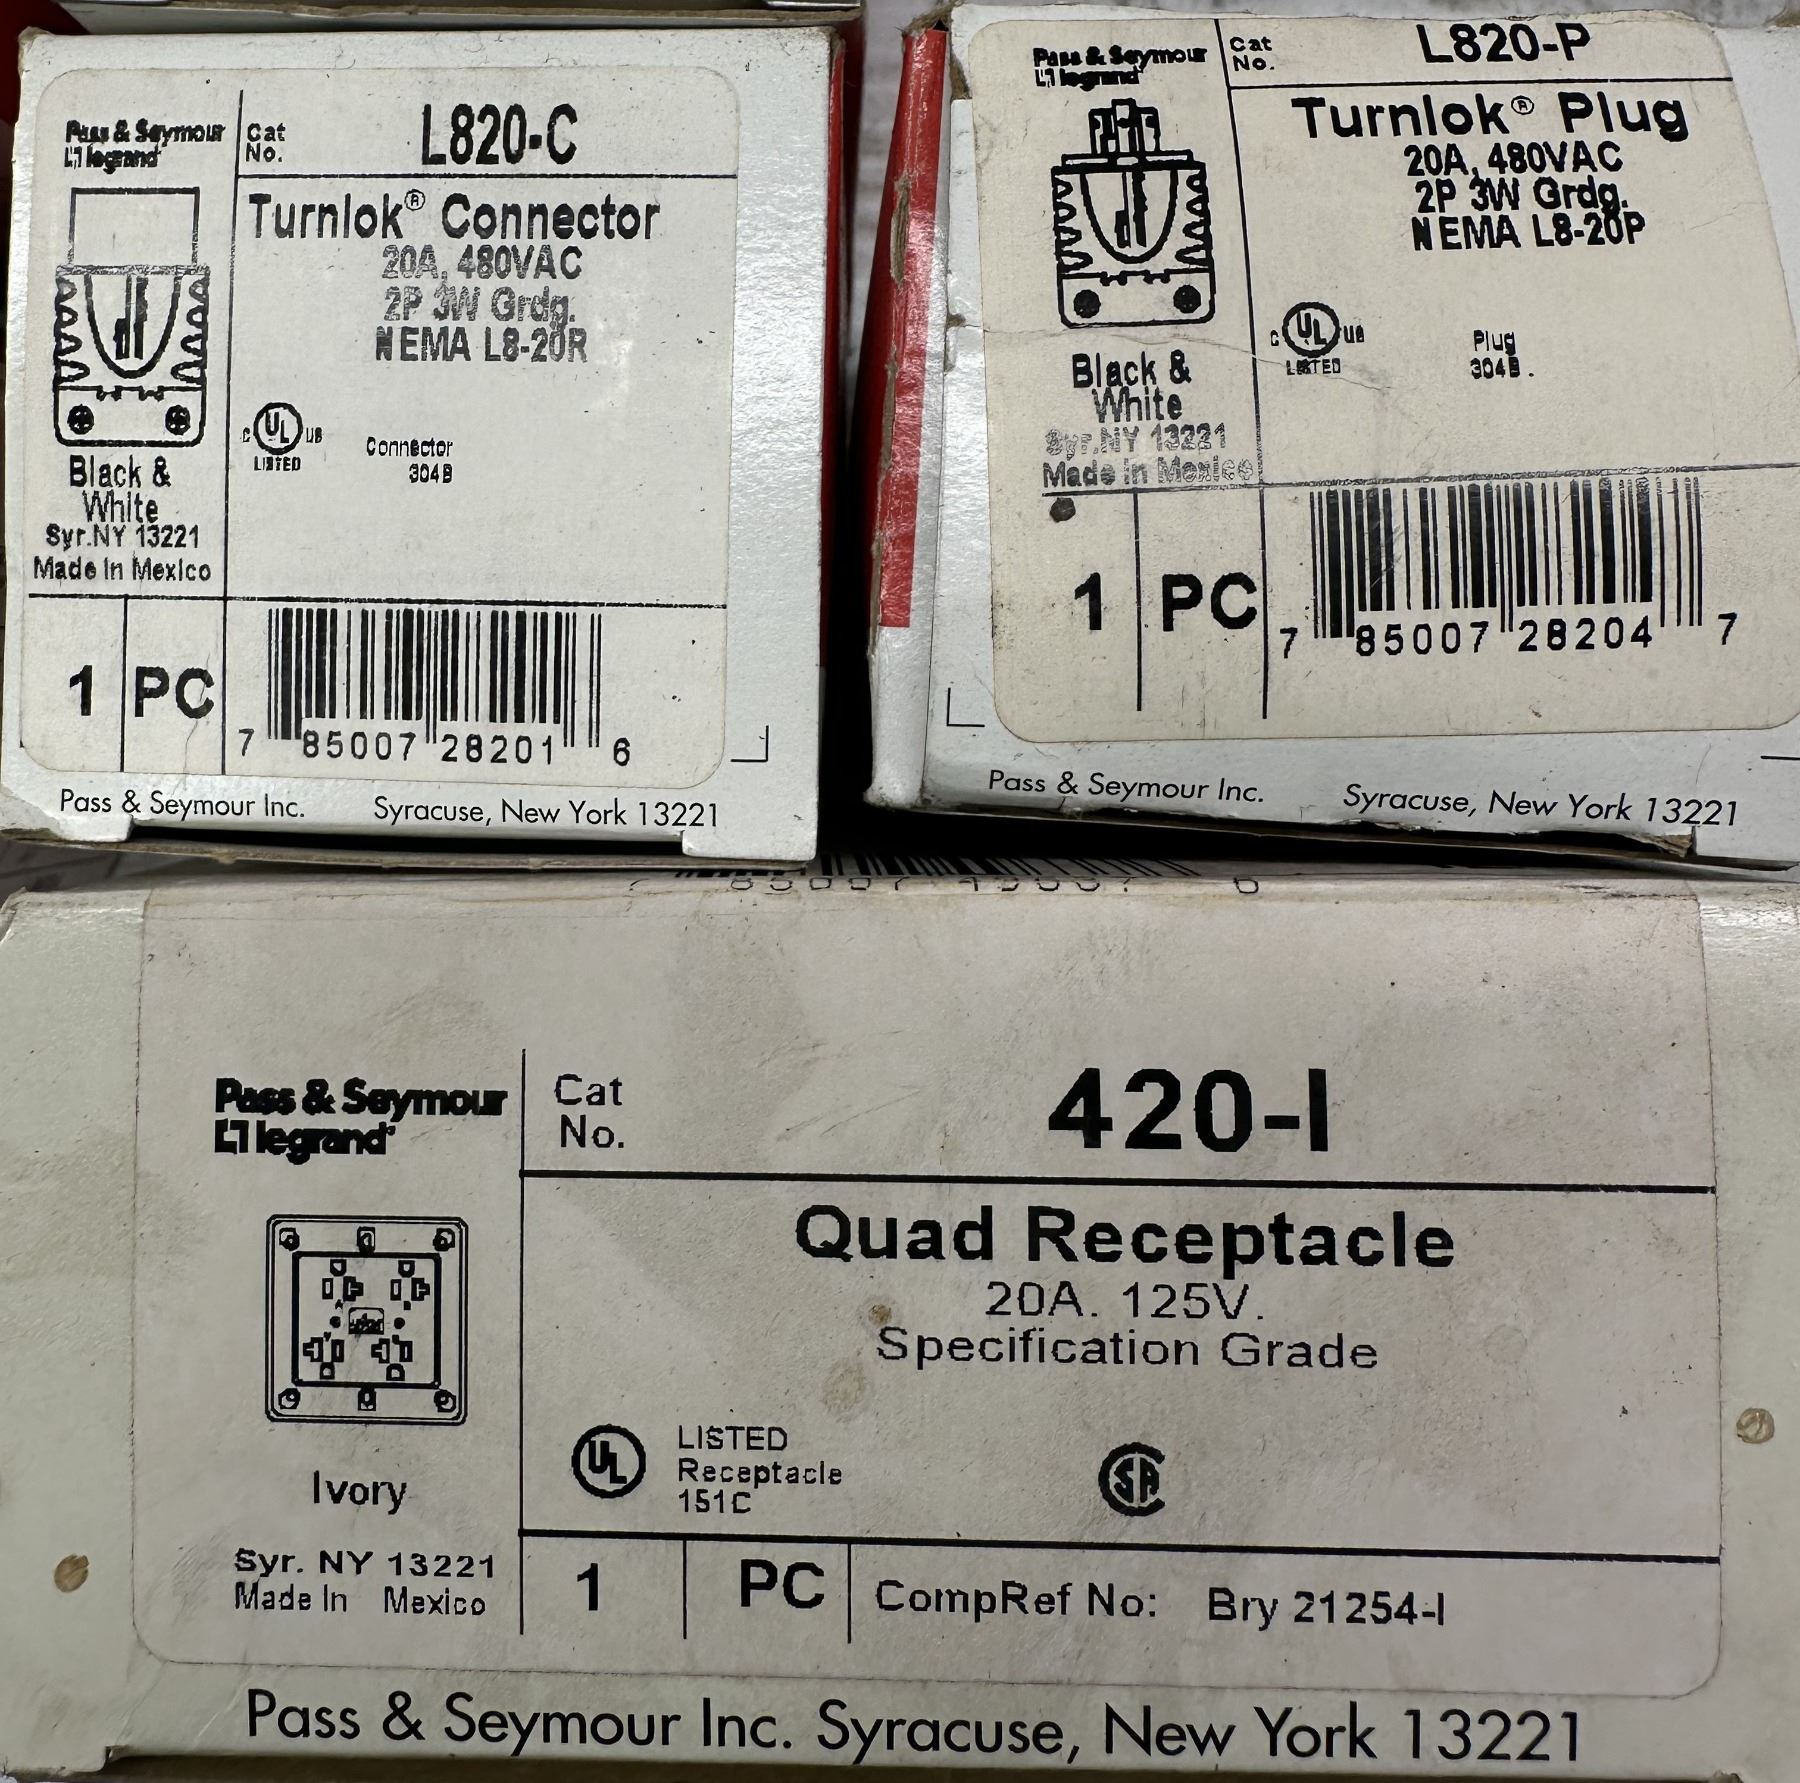 Pass & Seymour
legrand
Cat
No.
L820-C
Turnlok® Connector
20A, 480VAC
2P 3W Grdg.
NEMA L8-20R
C UL US
LISTED
Connector
304B
Black &
White
Syr.NY 13221
Made In Mexico
1 PC
7 85007 28201 6
Pass & Seymour Inc. Syracuse, New York 13221
Pass & Seymour
legrand
Cat
No.
L820-P
Turnlok® Plug
20A, 480VAC
2P 3W Grdg.
NEMA L8-20P
C UL US
LISTED
Plug
304B.
Black &
White
Syr.NY 13221
Made In Mexico
1 PC
7 85007 28204 7
Pass & Seymour Inc. Syracuse, New York 13221
Pass & Seymour
legrand®
Cat
No.
420-I
Quad Receptacle
20A. 125V.
Specification Grade
UL
LISTED
Receptacle
151C
SA
Ivory
Syr. NY 13221
Made In Mexico
1 PC CompRef No: Bry 21254-I
Pass & Seymour Inc. Syracuse, New York 13221